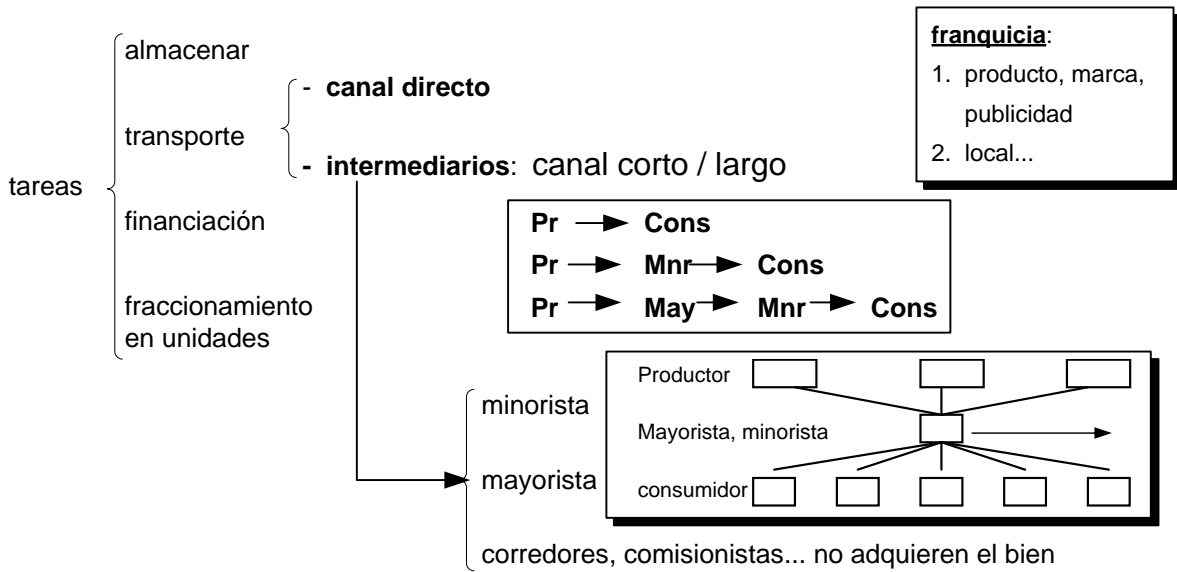 tareas
almacenar
transporte
financiación
fraccionamiento
en unidades
- canal directo
- intermediarios: canal corto / largo
franquicia:
1. producto, marca,
publicidad
2. local...
Pr Cons
Pr Mnr Cons
Pr May Mnr Cons
minorista
mayorista
corredores, comisionistas... no adquieren el bien
Productor
Mayorista, minorista
consumidor